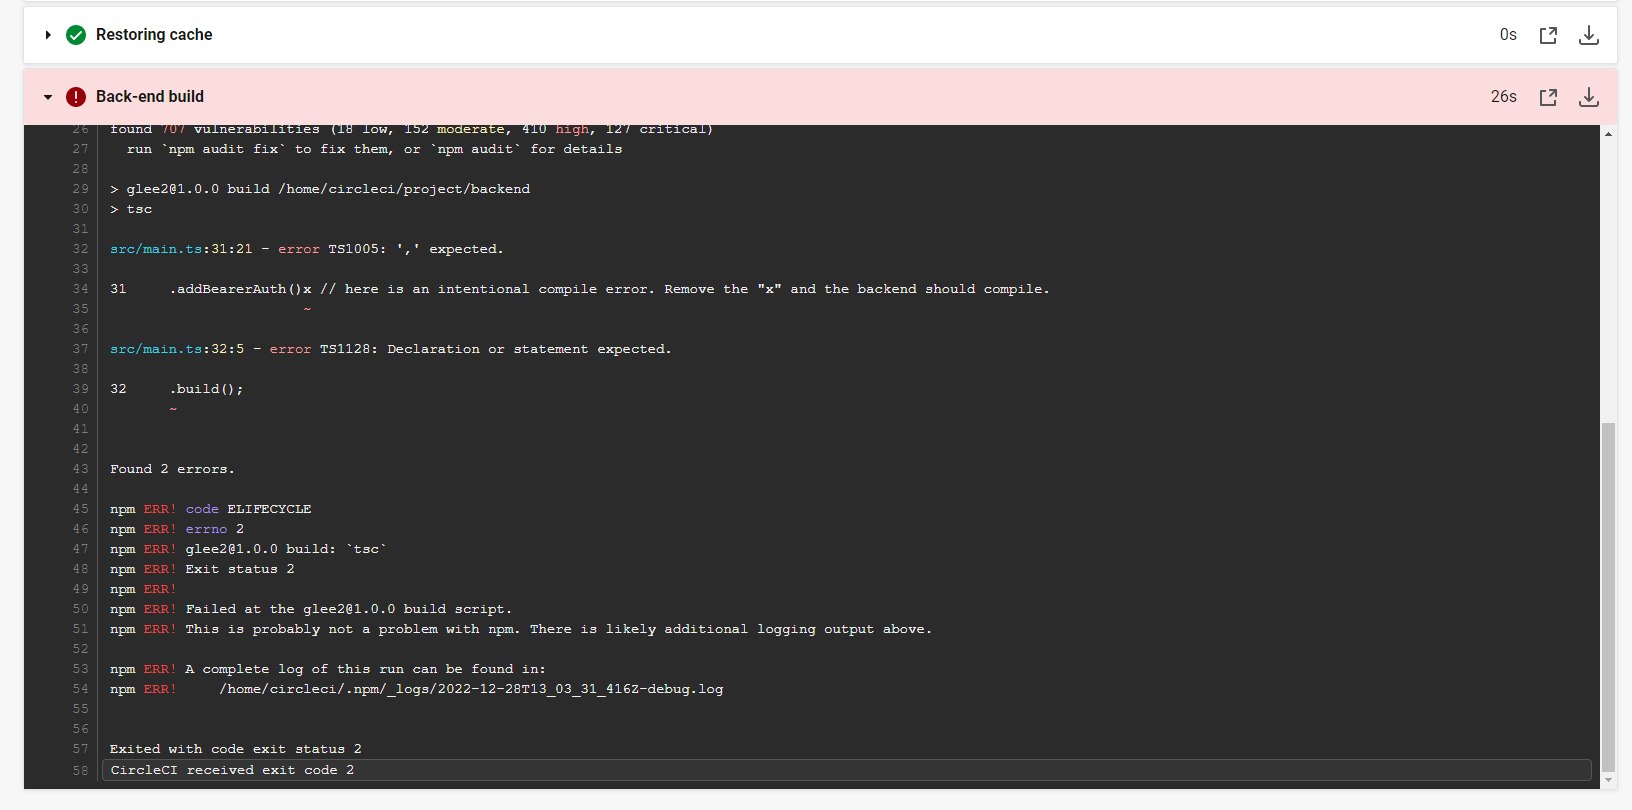 Restoring cache 0s
Back-end build 26s
26 found 707 vulnerabilities (18 low, 152 moderate, 410 high, 127 critical)
27 run `npm audit fix` to fix them, or `npm audit` for details
28
29 > glee2@1.0.0 build /home/circleci/project/backend
30 > tsc
31
32 src/main.ts:31:21 - error TS1005: ',' expected.
33
34 31 .addBearerAuth()x // here is an intentional compile error. Remove the "x" and the backend should compile.
35 ~
36
37 src/main.ts:32:5 - error TS1128: Declaration or statement expected.
38
39 32 .build();
40 ~
41
42
43 Found 2 errors.
44
45 npm ERR! code ELIFECYCLE
46 npm ERR! errno 2
47 npm ERR! glee2@1.0.0 build: `tsc`
48 npm ERR! Exit status 2
49 npm ERR!
50 npm ERR! Failed at the glee2@1.0.0 build script.
51 npm ERR! This is probably not a problem with npm. There is likely additional logging output above.
52
53 npm ERR! A complete log of this run can be found in:
54 npm ERR! /home/circleci/.npm/_logs/2022-12-28T13_03_31_416Z-debug.log
55
56
57 Exited with code exit status 2
58 CircleCI received exit code 2